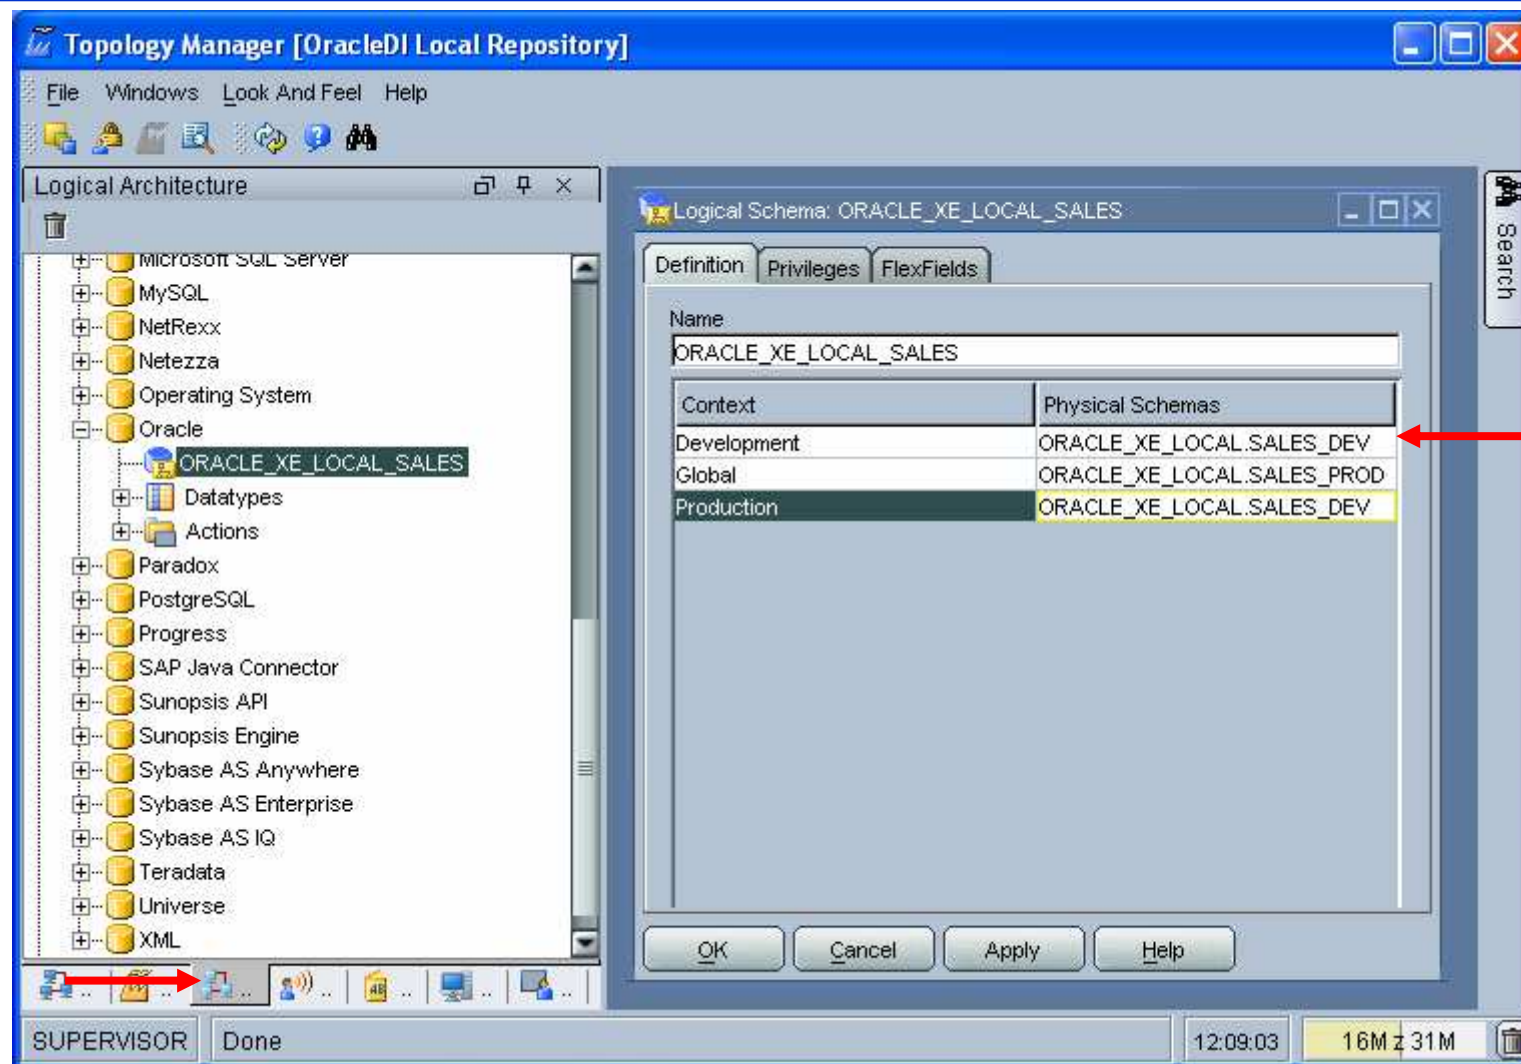 Topology Manager [OracleDI Local Repository]
File Windows Look And Feel Help
Logical Architecture
Microsoft SQL Server
MySQL
NetRexx
Netezza
Operating System
Oracle
ORACLE_XE_LOCAL_SALES
Datatypes
Actions
Paradox
PostgreSQL
Progress
SAP Java Connector
Sunopsis API
Sunopsis Engine
Sybase AS Anywhere
Sybase AS Enterprise
Sybase AS IQ
Teradata
Universe
XML
.. .. .. .. .. .. ..
Logical Schema: ORACLE_XE_LOCAL_SALES
Definition Privileges FlexFields
Name
ORACLE_XE_LOCAL_SALES
Context Physical Schemas
Development ORACLE_XE_LOCAL.SALES_DEV
Global ORACLE_XE_LOCAL.SALES_PROD
Production ORACLE_XE_LOCAL.SALES_DEV
OK Cancel Apply Help
Search
SUPERVISOR Done 12:09:03 16M z 31M